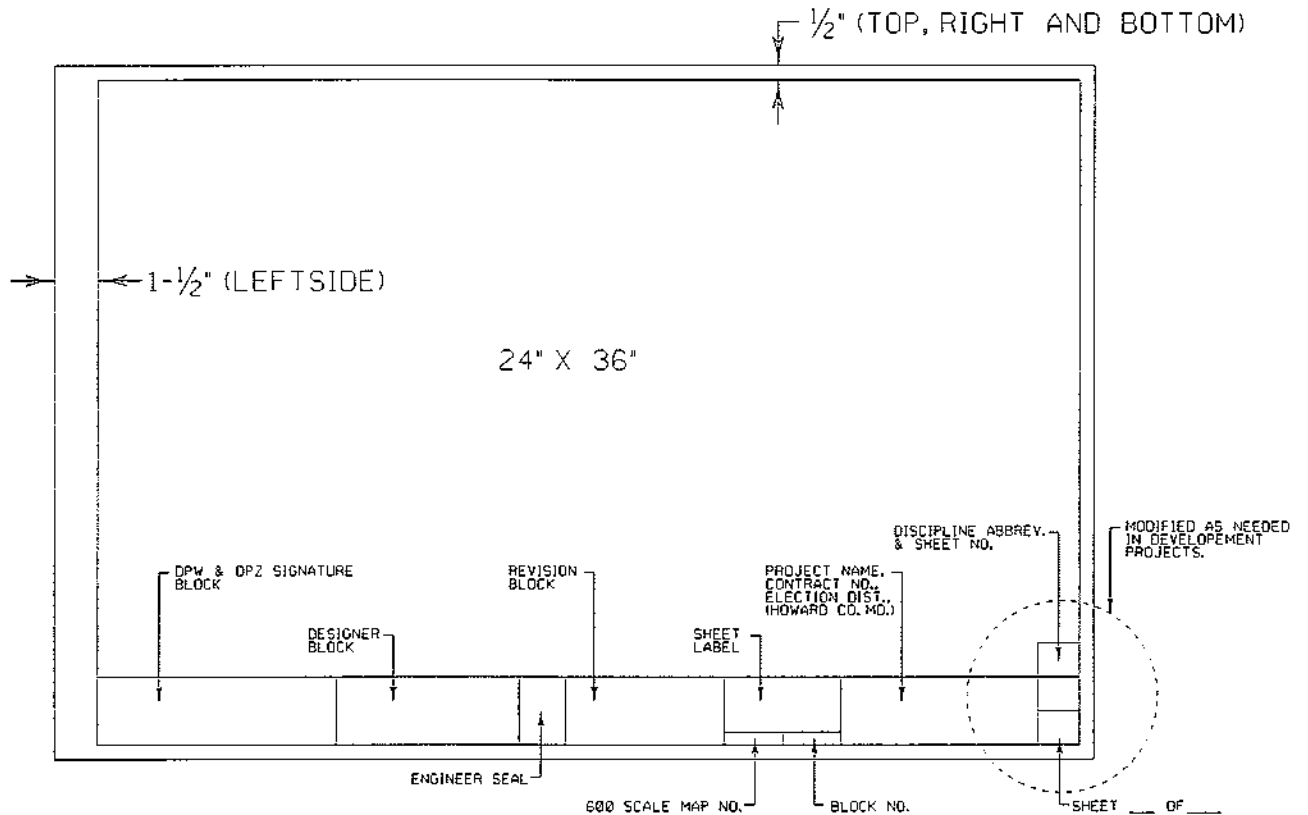 ½" (TOP, RIGHT AND BOTTOM)
1-½" (LEFTSIDE)
24" X 36"
DISCIPLINE ABBREV.
& SHEET NO.
MODIFIED AS NEEDED
IN DEVELOPEMENT
PROJECTS.
DPW & DPZ SIGNATURE
BLOCK
REVISION
BLOCK
PROJECT NAME,
CONTRACT NO.,
ELECTION DIST.,
(HOWARD CO. MD.)
DESIGNER
BLOCK
SHEET
LABEL
ENGINEER SEAL
600 SCALE MAP NO.
BLOCK NO.
SHEET ___ OF ___